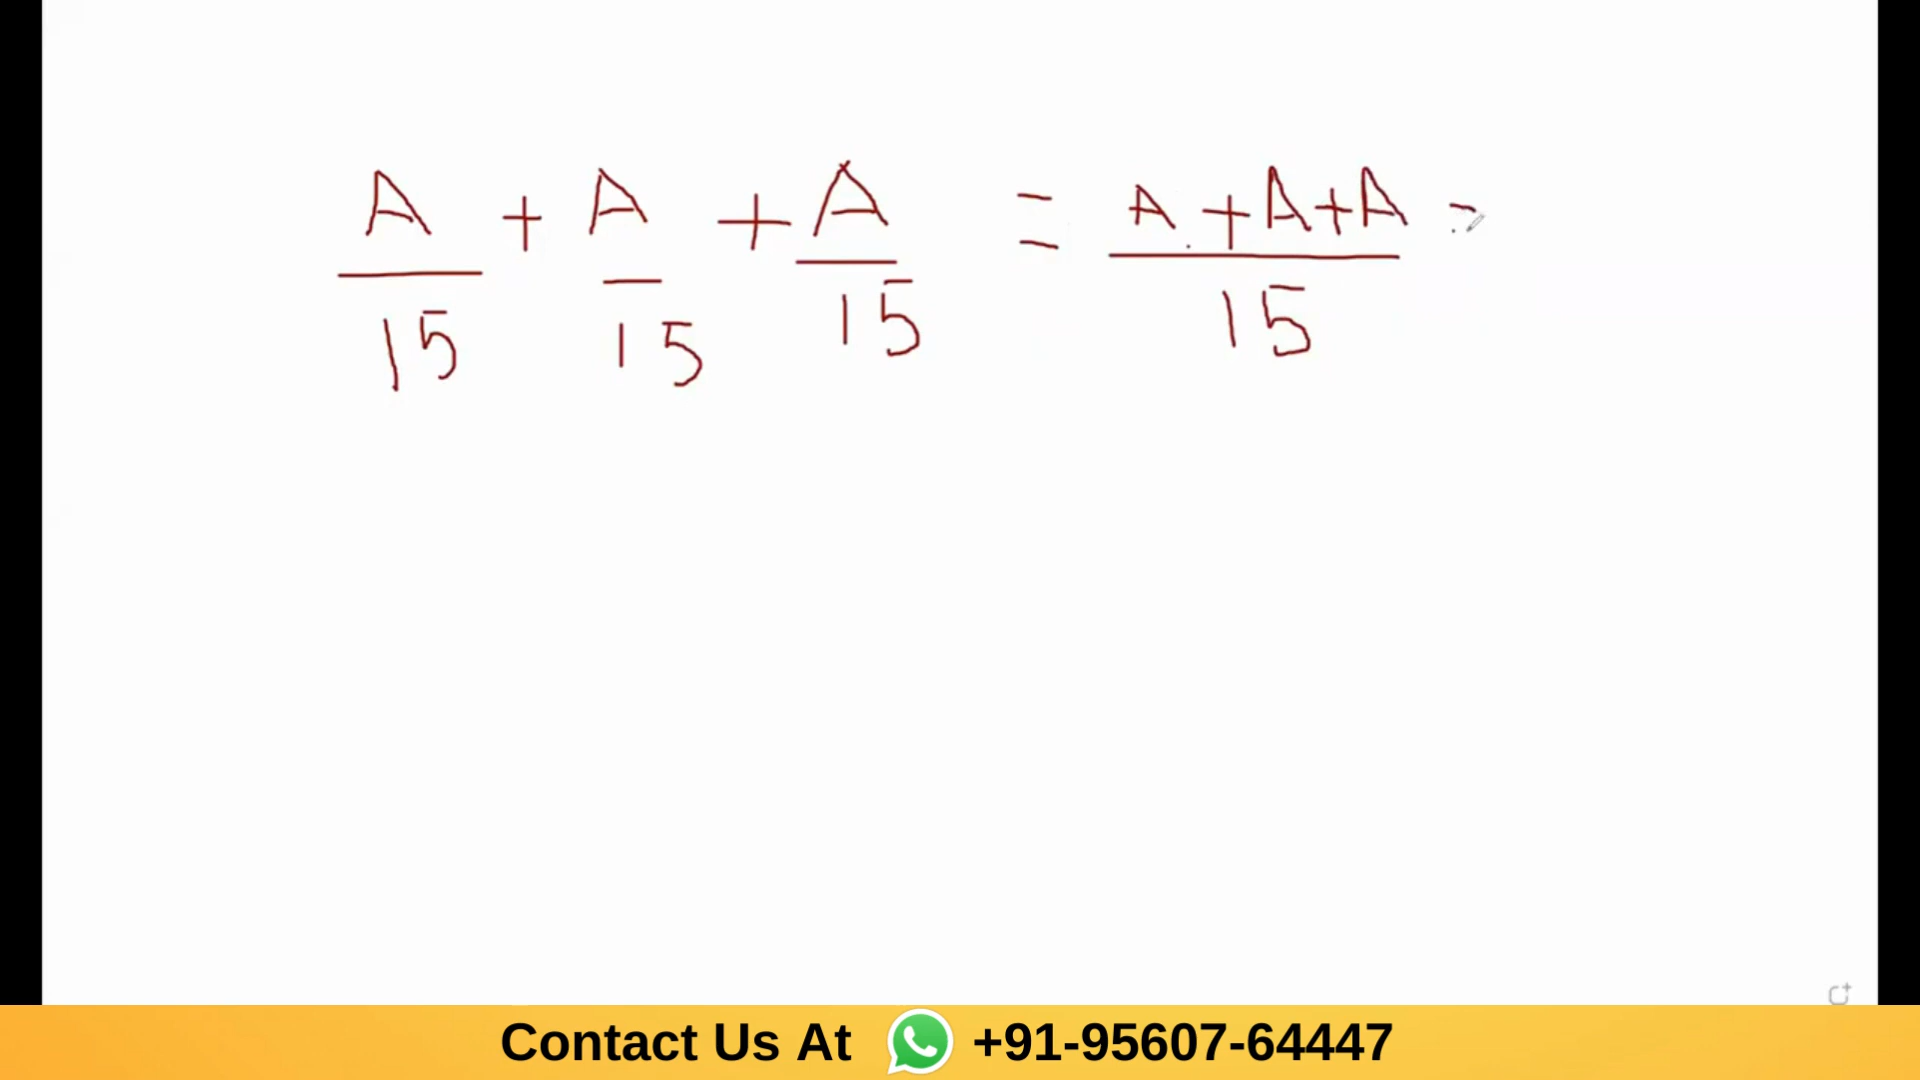 A/15 + A/15 + A/15 = A + A + A/15 =
Contact Us At +91-95607-64447